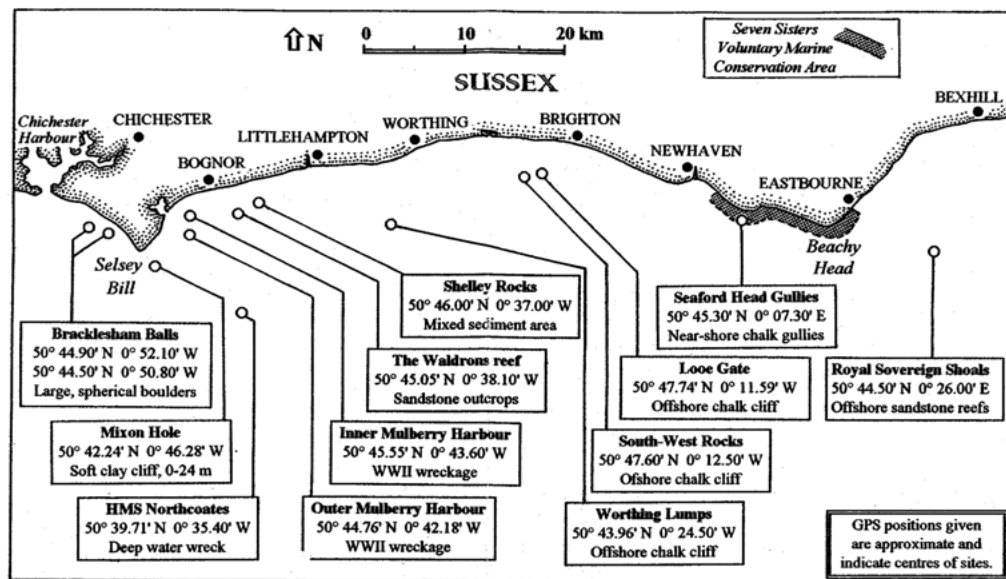 N
0 10 20 km
SUSSEX
Seven Sisters
Voluntary Marine
Conservation Area
Chichester
Harbour
CHICHESTER
BOGNOR
LITTLEHAMPTON
WORTHING
BRIGHTON
NEWHAVEN
EASTBOURNE
BEXHILL
Selsey
Bill
Beachy
Head
Bracklesham Balls
50° 44.90' N 0° 52.10' W
50° 44.50' N 0° 50.80' W
Large, spherical boulders
Mixon Hole
50° 42.24' N 0° 46.28' W
Soft clay cliff, 0-24 m
HMS Northcoates
50° 39.71' N 0° 35.40' W
Deep water wreck
Shelley Rocks
50° 46.00' N 0° 37.00' W
Mixed sediment area
The Waldrons reef
50° 45.05' N 0° 38.10' W
Sandstone outcrops
Inner Mulberry Harbour
50° 45.55' N 0° 43.60' W
WWII wreckage
Outer Mulberry Harbour
50° 44.76' N 0° 42.18' W
WWII wreckage
Seaford Head Gullies
50° 45.30' N 0° 07.30' E
Near-shore chalk gullies
Looe Gate
50° 47.74' N 0° 11.59' W
Offshore chalk cliff
South-West Rocks
50° 47.60' N 0° 12.50' W
Ofshore chalk cliff
Worthing Lumps
50° 43.96' N 0° 24.50' W
Offshore chalk cliff
Royal Sovereign Shoals
50° 44.50' N 0° 26.00' E
Offshore sandstone reefs
GPS positions given
are approximate and
indicate centres of sites.